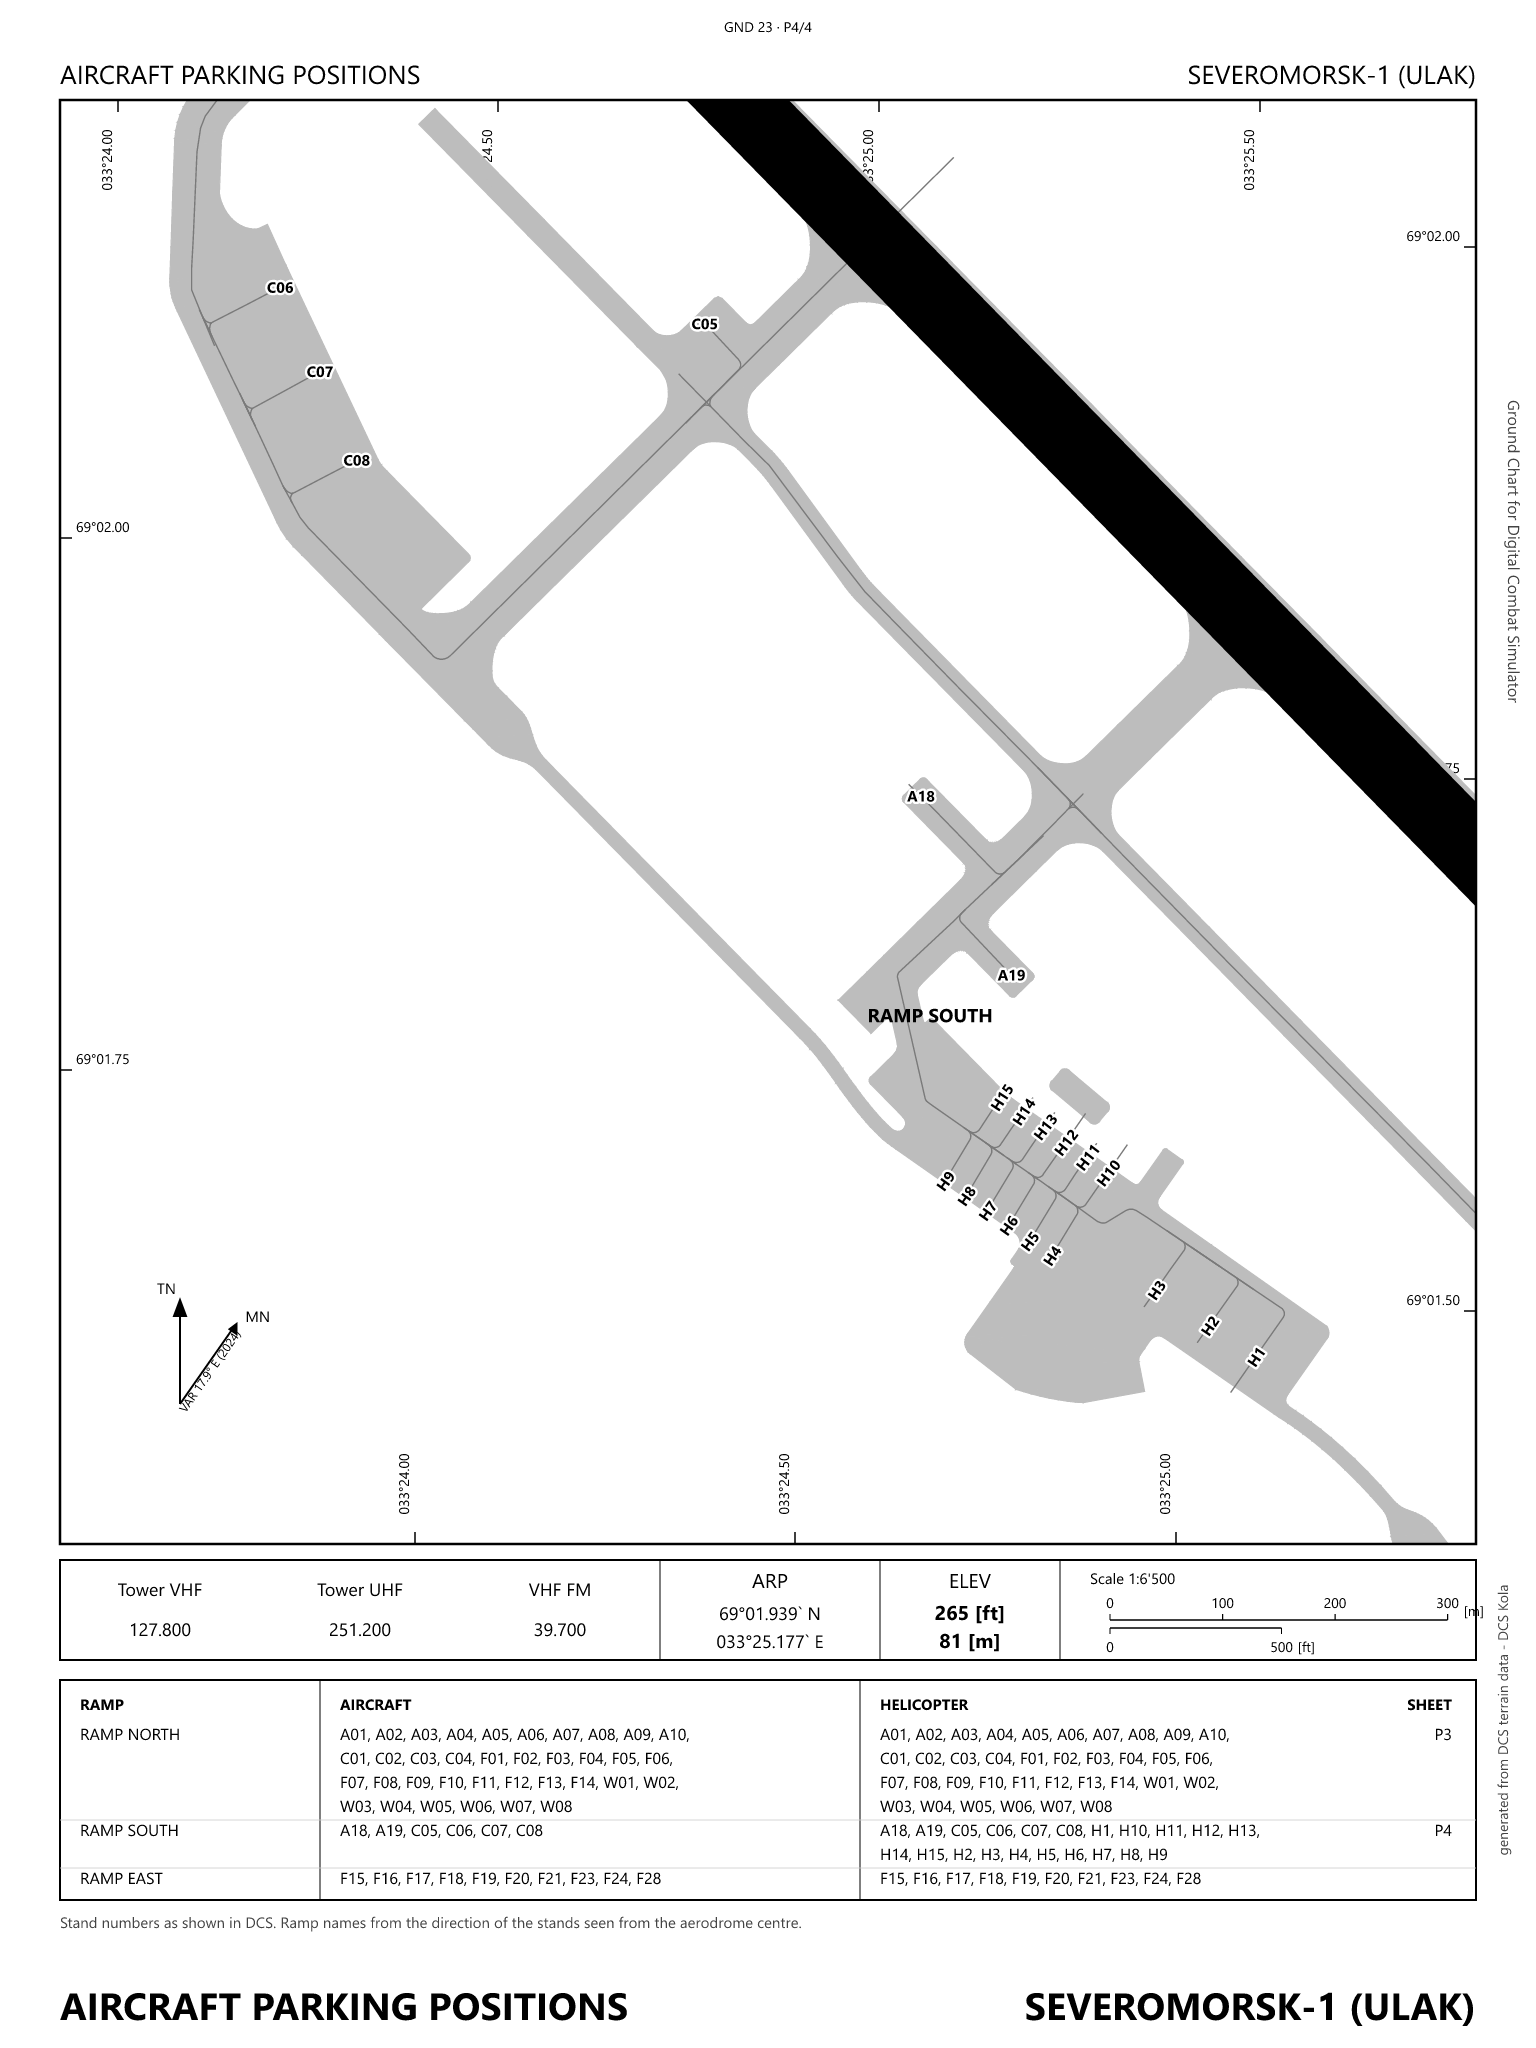 GND 23 · P4/4
AIRCRAFT PARKING POSITIONS
SEVEROMORSK-1 (ULAK)
033°24.00
24.50
33°25.00
033°25.50
69°02.00
C06
C05
C07
C08
69°02.00
75
A18
A19
RAMP SOUTH
69°01.75
H15
H14
H13
H12
H11
H10
H9
H8
H7
H6
H5
H4
H3
H2
H1
69°01.50
TN
MN
VAR 17.9° E (2024)
033°24.00
033°24.50
033°25.00
Ground Chart for Digital Combat Simulator
Tower VHF
127.800
Tower UHF
251.200
VHF FM
39.700
ARP
69°01.939` N
033°25.177` E
ELEV
265 [ft]
81 [m]
Scale 1:6'500
0 100 200 300 [m]
0 500 [ft]
generated from DCS terrain data - DCS Kola
RAMP AIRCRAFT HELICOPTER SHEET
RAMP NORTH A01, A02, A03, A04, A05, A06, A07, A08, A09, A10, A01, A02, A03, A04, A05, A06, A07, A08, A09, A10, P3
C01, C02, C03, C04, F01, F02, F03, F04, F05, F06, C01, C02, C03, C04, F01, F02, F03, F04, F05, F06,
F07, F08, F09, F10, F11, F12, F13, F14, W01, W02, F07, F08, F09, F10, F11, F12, F13, F14, W01, W02,
W03, W04, W05, W06, W07, W08 W03, W04, W05, W06, W07, W08
RAMP SOUTH A18, A19, C05, C06, C07, C08 A18, A19, C05, C06, C07, C08, H1, H10, H11, H12, H13, P4
H14, H15, H2, H3, H4, H5, H6, H7, H8, H9
RAMP EAST F15, F16, F17, F18, F19, F20, F21, F23, F24, F28 F15, F16, F17, F18, F19, F20, F21, F23, F24, F28
Stand numbers as shown in DCS. Ramp names from the direction of the stands seen from the aerodrome centre.
AIRCRAFT PARKING POSITIONS
SEVEROMORSK-1 (ULAK)